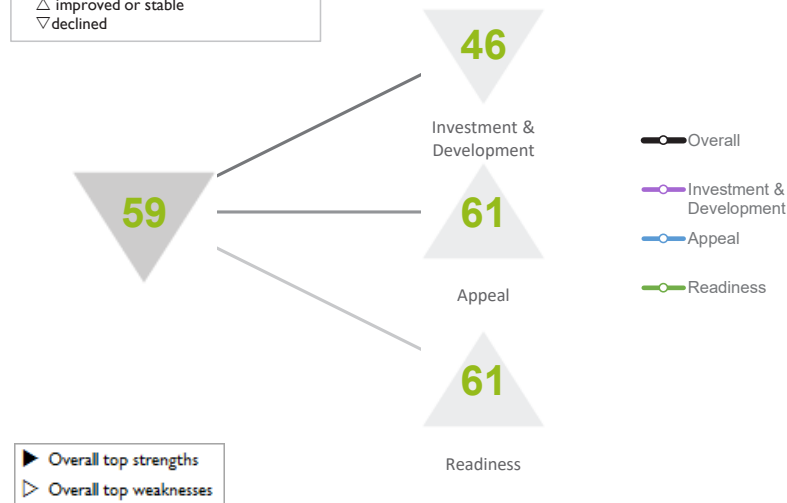 △ improved or stable
▽declined
46
Investment &
Development
59
61
Appeal
61
Readiness
Overall
Investment &
Development
Appeal
Readiness
▶ Overall top strengths
▷ Overall top weaknesses